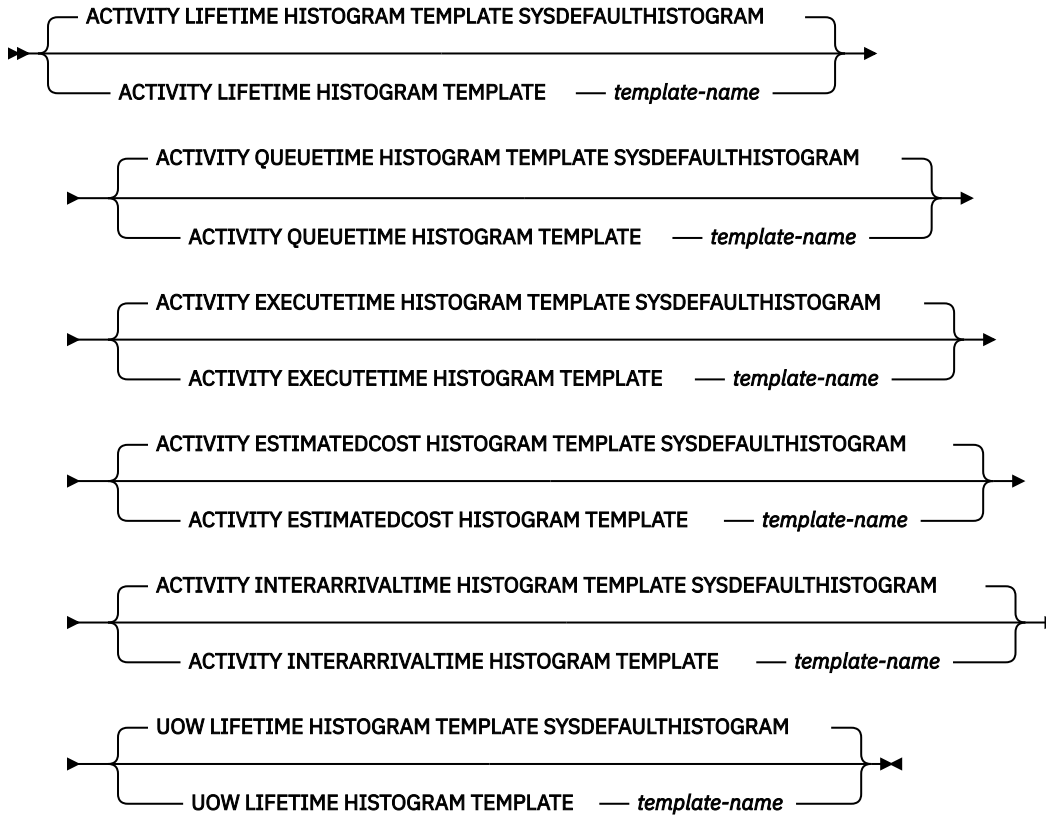 ACTIVITY LIFETIME HISTOGRAM TEMPLATE SYSDEFAULTHISTOGRAM
ACTIVITY LIFETIME HISTOGRAM TEMPLATE template-name
ACTIVITY QUEUETIME HISTOGRAM TEMPLATE SYSDEFAULTHISTOGRAM
ACTIVITY QUEUETIME HISTOGRAM TEMPLATE template-name
ACTIVITY EXECUTETIME HISTOGRAM TEMPLATE SYSDEFAULTHISTOGRAM
ACTIVITY EXECUTETIME HISTOGRAM TEMPLATE template-name
ACTIVITY ESTIMATEDCOST HISTOGRAM TEMPLATE SYSDEFAULTHISTOGRAM
ACTIVITY ESTIMATEDCOST HISTOGRAM TEMPLATE template-name
ACTIVITY INTERARRIVALTIME HISTOGRAM TEMPLATE SYSDEFAULTHISTOGRAM
ACTIVITY INTERARRIVALTIME HISTOGRAM TEMPLATE template-name
UOW LIFETIME HISTOGRAM TEMPLATE SYSDEFAULTHISTOGRAM
UOW LIFETIME HISTOGRAM TEMPLATE template-name